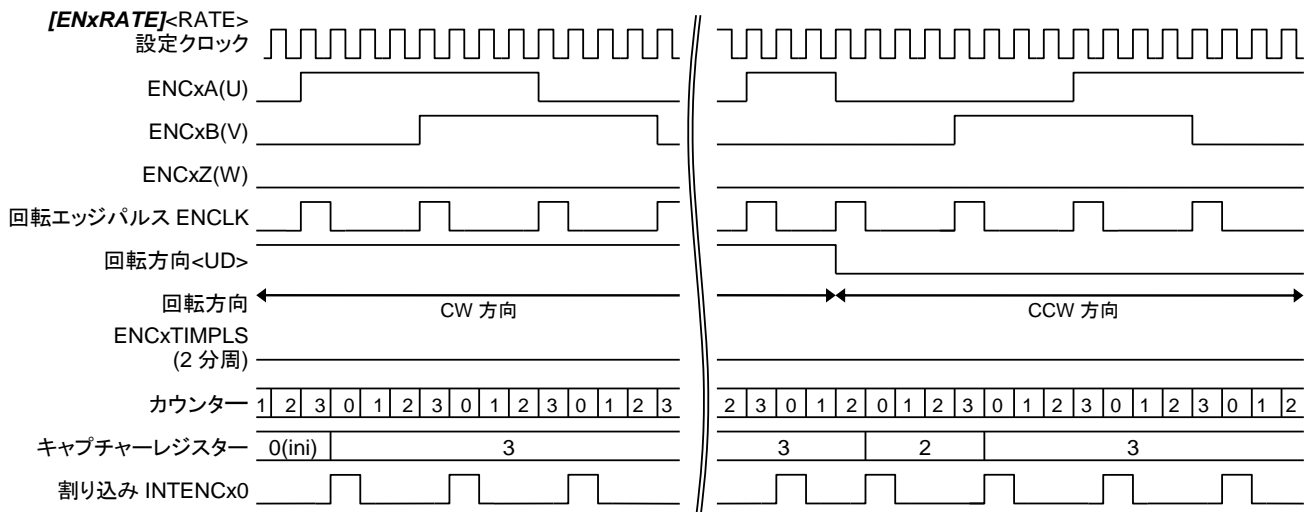 [ENxRATE]<RATE>
設定クロック
ENCxA(U)
ENCxB(V)
ENCxZ(W)
回転エッジパルス ENCLK
回転方向<UD>
回転方向 CW 方向 CCW 方向
ENCxTIMPLS
(2 分周)
カウンター 1 2 3 0 1 2 3 0 1 2 3 0 1 2 3 2 3 0 1 2 0 1 2 3 0 1 2 3 0 1 2 3 0 1 2
キャプチャーレジスター 0(ini) 3 3 2 3
割り込み INTENCx0